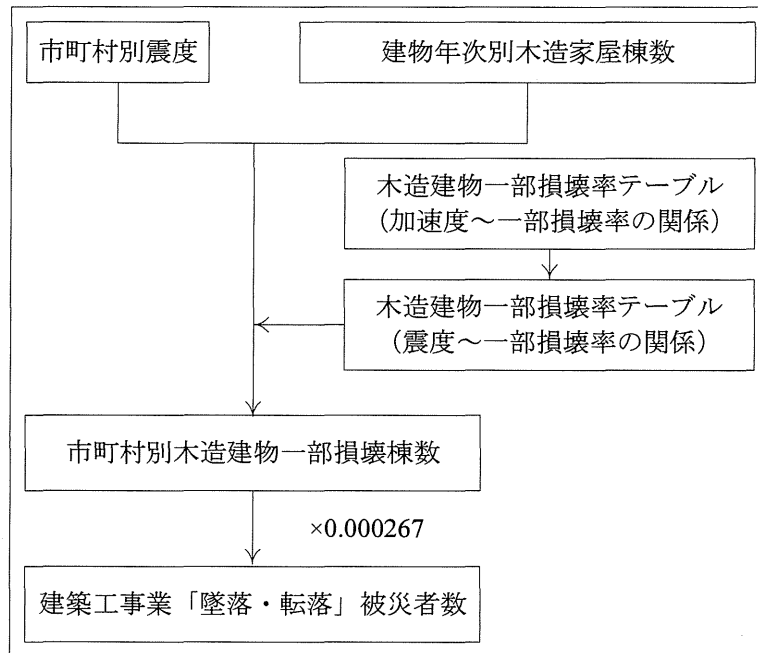 市町村別震度
建物年次別木造家屋棟数
木造建物一部損壊率テーブル
（加速度～一部損壊率の関係）
木造建物一部損壊率テーブル
（震度～一部損壊率の関係）
市町村別木造建物一部損壊棟数
×0.000267
建築工事業「墜落・転落」被災者数